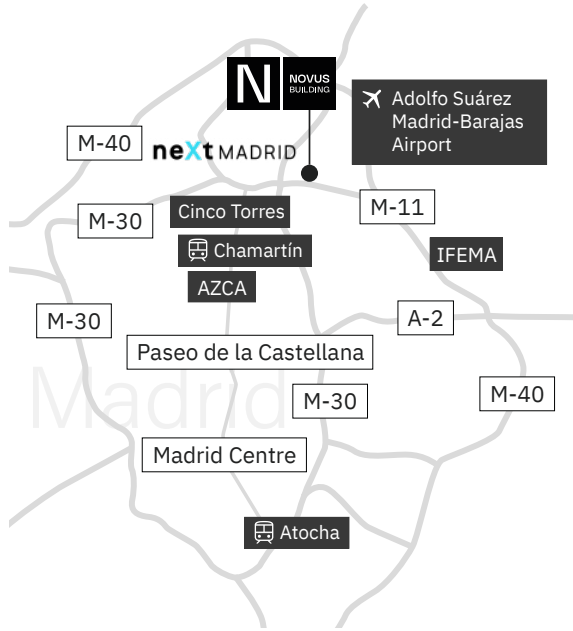 N
NOVUS
BUILDING
Adolfo Suárez
Madrid-Barajas
Airport
M-40
neXt MADRID
M-30
Cinco Torres
M-11
Chamartín
IFEMA
AZCA
M-30
A-2
Paseo de la Castellana
Madrid
M-30
M-40
Madrid Centre
Atocha